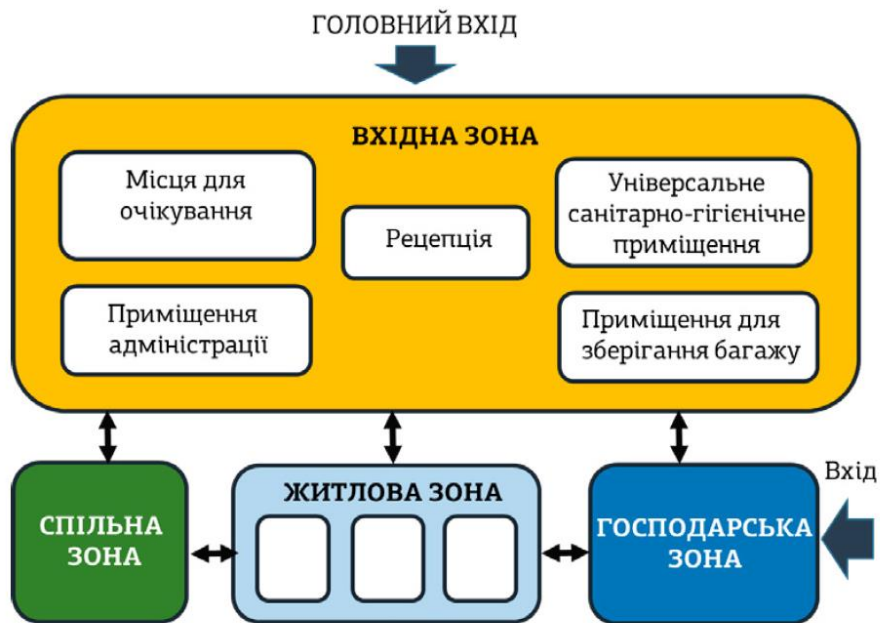 ГОЛОВНИЙ ВХІД
ВХІДНА ЗОНА
Місця для
очікування
Рецепція
Універсальне
санітарно-гігієнічне
приміщення
Приміщення
адміністрації
Приміщення для
зберігання багажу
СПІЛЬНА
ЗОНА
ЖИТЛОВА ЗОНА
ГОСПОДАРСЬКА
ЗОНА
Вхід